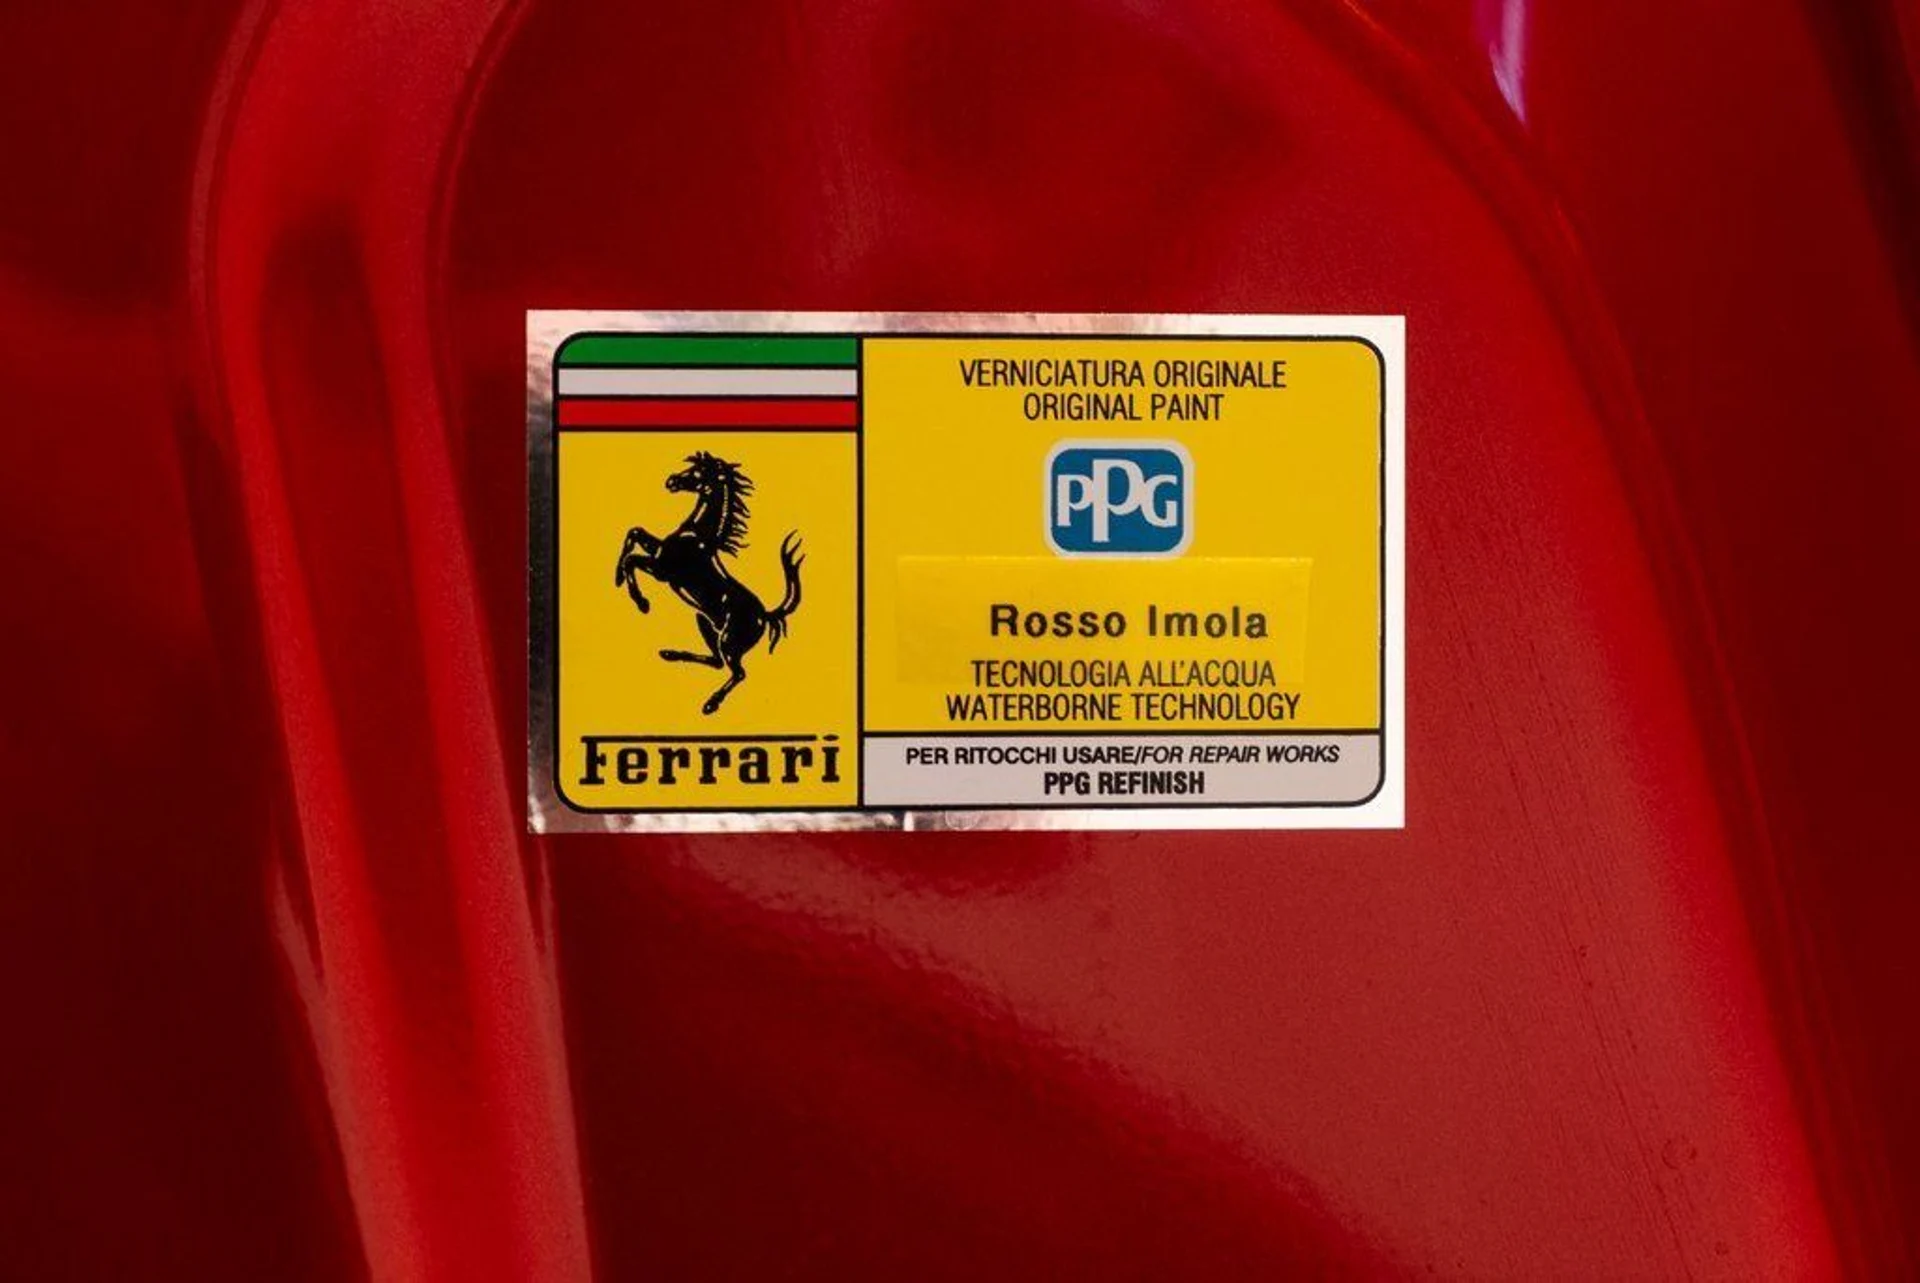 Ferrari
VERNICIATURA ORIGINALE
ORIGINAL PAINT
PPG
Rosso Imola
TECNOLOGIA ALL'ACQUA
WATERBORNE TECHNOLOGY
PER RITOCCHI USARE/FOR REPAIR WORKS
PPG REFINISH